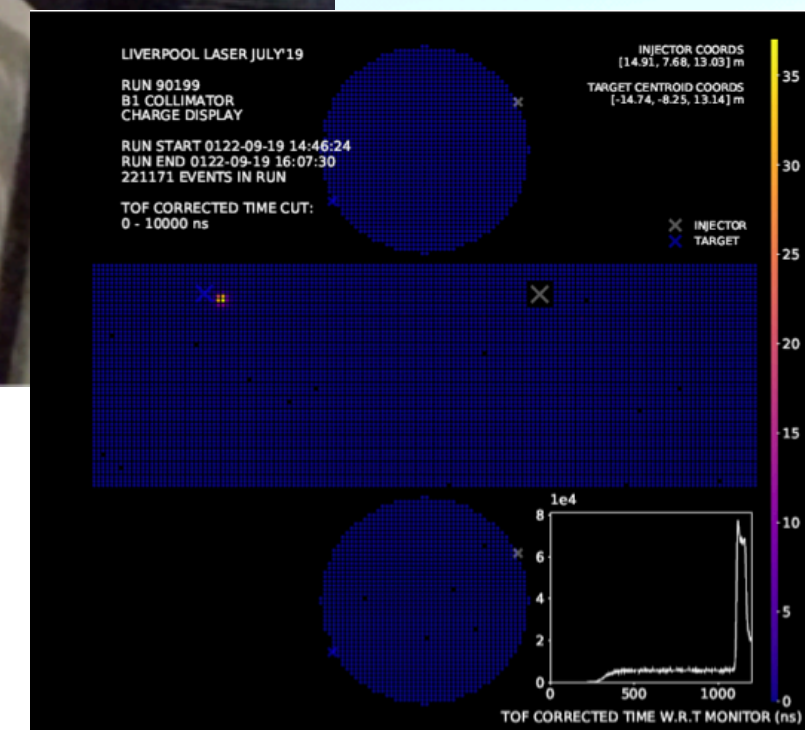 LIVERPOOL LASER JULY'19
RUN 90199
B1 COLLIMATOR
CHARGE DISPLAY
RUN START 0122-09-19 14:46:24
RUN END 0122-09-19 16:07:30
221171 EVENTS IN RUN
TOF CORRECTED TIME CUT:
0 - 10000 ns
INJECTOR COORDS
[14.91, 7.68, 13.03] m
TARGET CENTROID COORDS
[-14.74, -8.25, 13.14] m
INJECTOR
TARGET
35
30
25
20
15
10
5
0
1e4
8
6
4
2
0
0 500 1000
TOF CORRECTED TIME W.R.T MONITOR (ns)